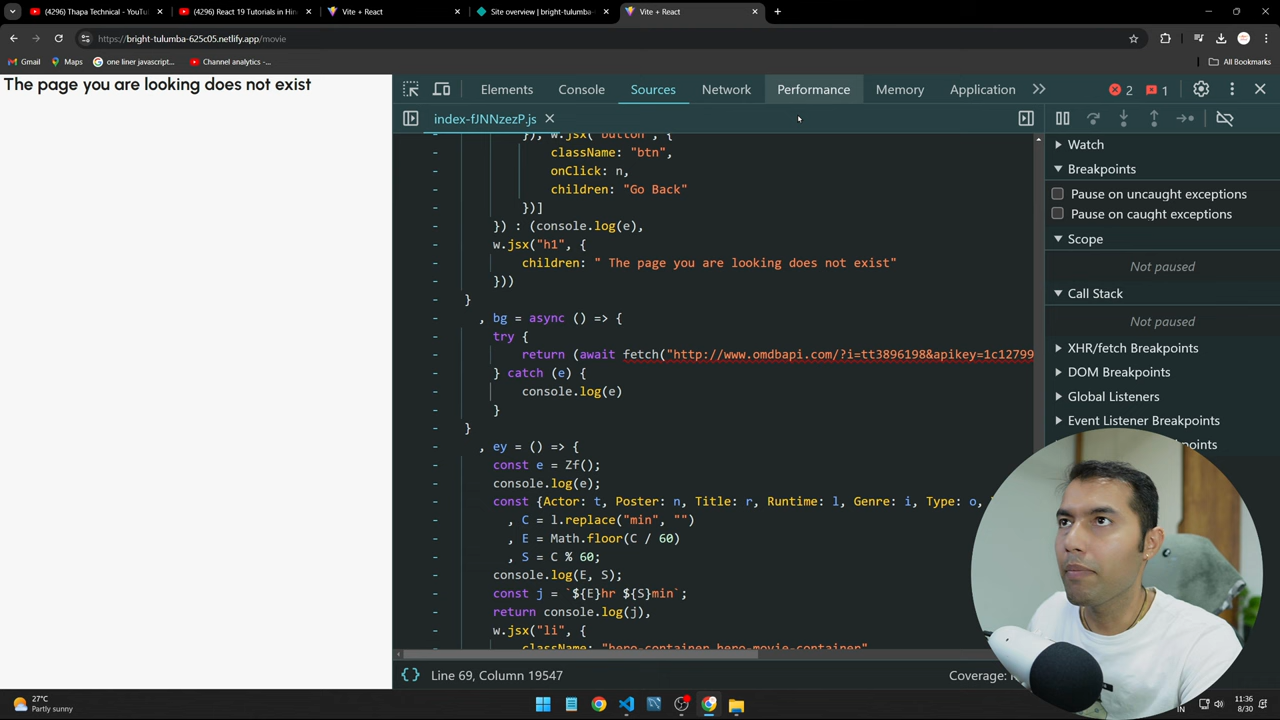 (4296) Thapa Technical - YouTu
(4296) React 19 Tutorials in Hin
Vite + React
Site overview | bright-tulumba-
Vite + React
https://bright-tulumba-625c05.netlify.app/movie
Gmail
Maps
one liner javascript...
Channel analytics -...
All Bookmarks
The page you are looking does not exist
Elements
Console
Sources
Network
Performance
Memory
Application
2
1
index-fJNNzezP.js
}), w.jsx("button", {
className: "btn",
onClick: n,
children: "Go Back"
})]
}) : (console.log(e),
w.jsx("h1", {
children: " The page you are looking does not exist"
}))
}
, bg = async () => {
try {
return (await fetch("http://www.omdbapi.com/?i=tt3896198&apikey=1c12799
} catch (e) {
console.log(e)
}
}
, ey = () => {
const e = Zf();
console.log(e);
const {Actor: t, Poster: n, Title: r, Runtime: l, Genre: i, Type: o,
, C = l.replace("min", "")
, E = Math.floor(C / 60)
, S = C % 60;
console.log(E, S);
const j = `${E}hr ${S}min`;
return console.log(j),
w.jsx("li", {
className: "hero-container hero-movie-container"
{} Line 69, Column 19547
Coverage:
Watch
Breakpoints
Pause on uncaught exceptions
Pause on caught exceptions
Scope
Not paused
Call Stack
Not paused
XHR/fetch Breakpoints
DOM Breakpoints
Global Listeners
Event Listener Breakpoints
27°C
Partly sunny
IN
11:36
8/30